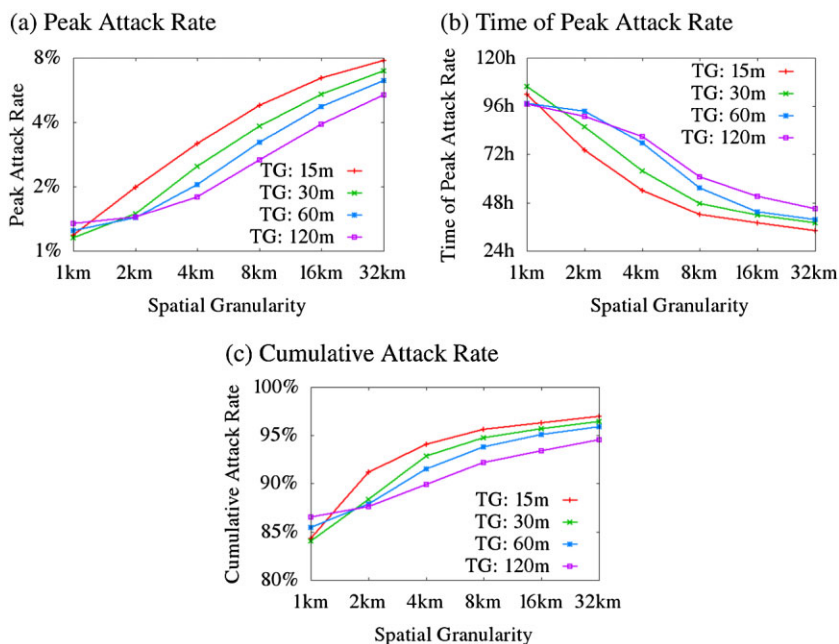 (a) Peak Attack Rate
8%
4%
2%
1%
Peak Attack Rate
TG: 15m
TG: 30m
TG: 60m
TG: 120m
1km 2km 4km 8km 16km 32km
Spatial Granularity
(b) Time of Peak Attack Rate
120h
96h
72h
48h
24h
Time of Peak Attack Rate
TG: 15m
TG: 30m
TG: 60m
TG: 120m
1km 2km 4km 8km 16km 32km
Spatial Granularity
(c) Cumulative Attack Rate
100%
95%
90%
85%
80%
Cumulative Attack Rate
TG: 15m
TG: 30m
TG: 60m
TG: 120m
1km 2km 4km 8km 16km 32km
Spatial Granularity